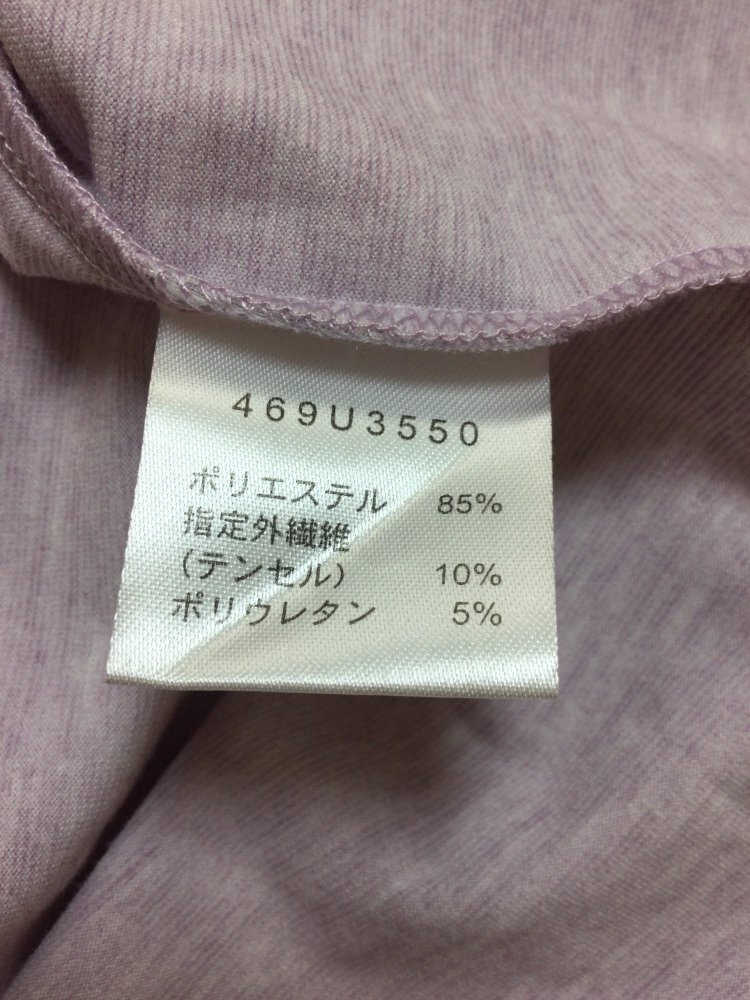 469U3550
ポリエステル 85%
指定外繊維
(テンセル) 10%
ポリウレタン 5%